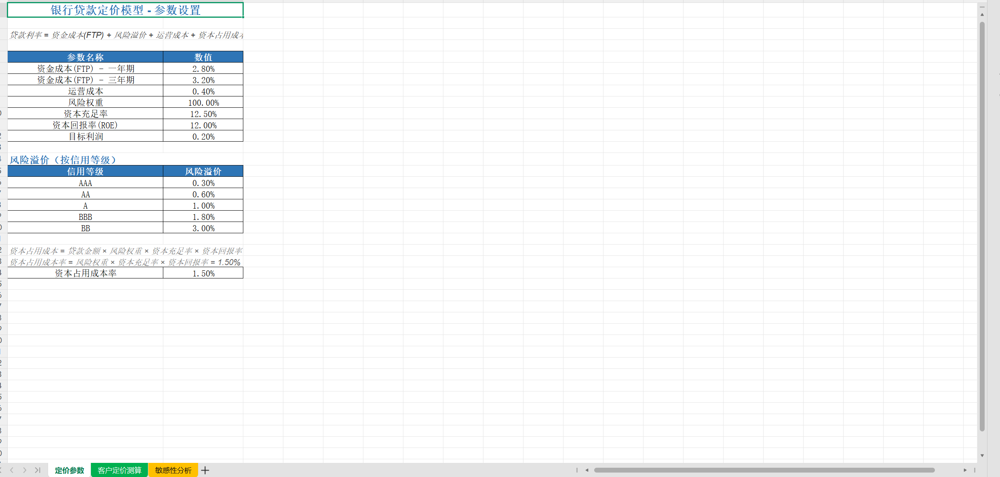 银行贷款定价模型 - 参数设置
贷款利率 = 资金成本(FTP) + 风险溢价 + 运营成本 + 资本占用成本
参数名称 数值
资金成本(FTP) - 一年期 2.80%
资金成本(FTP) - 三年期 3.20%
运营成本 0.40%
风险权重 100.00%
资本充足率 12.50%
资本回报率(ROE) 12.00%
目标利润 0.20%
风险溢价（按信用等级）
信用等级 风险溢价
AAA 0.30%
AA 0.60%
A 1.00%
BBB 1.80%
BB 3.00%
资本占用成本 = 贷款金额 × 风险权重 × 资本充足率 × 资本回报率
资本占用成本率 = 风险权重 × 资本充足率 × 资本回报率 = 1.50%
资本占用成本率 1.50%
定价参数 客户定价测算 敏感性分析